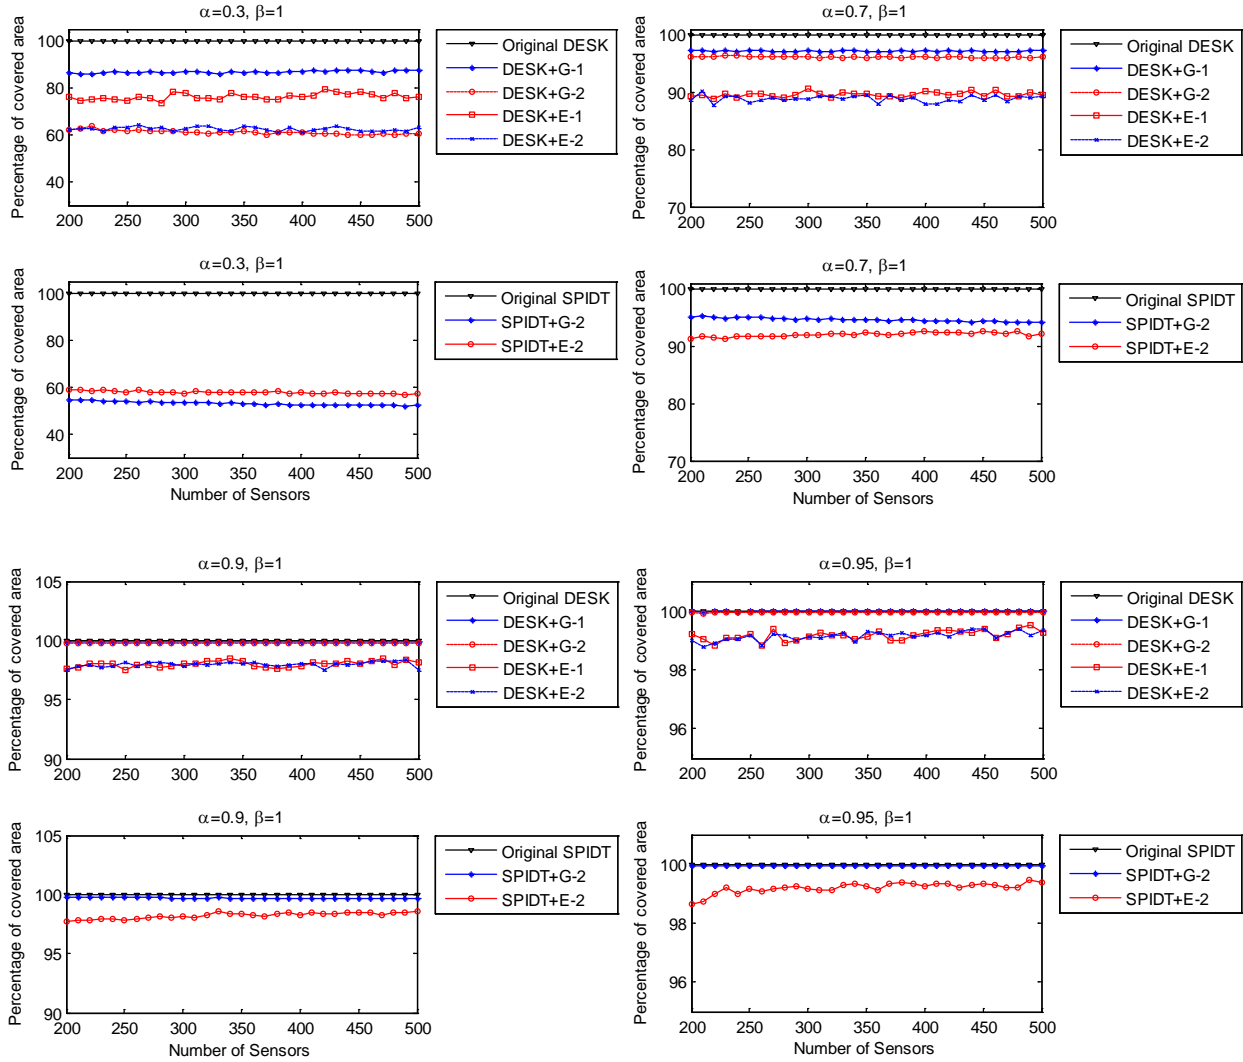 α=0.3, β=1
Percentage of covered area
100
80
60
40
200 250 300 350 400 450 500
Original DESK
DESK+G-1
DESK+G-2
DESK+E-1
DESK+E-2
α=0.7, β=1
Percentage of covered area
100
90
80
70
200 250 300 350 400 450 500
Original DESK
DESK+G-1
DESK+G-2
DESK+E-1
DESK+E-2
α=0.3, β=1
Percentage of covered area
100
80
60
40
200 250 300 350 400 450 500
Number of Sensors
Original SPIDT
SPIDT+G-2
SPIDT+E-2
α=0.7, β=1
Percentage of covered area
100
90
80
70
200 250 300 350 400 450 500
Number of Sensors
Original SPIDT
SPIDT+G-2
SPIDT+E-2
α=0.9, β=1
Percentage of covered area
105
100
95
90
200 250 300 350 400 450 500
Original DESK
DESK+G-1
DESK+G-2
DESK+E-1
DESK+E-2
α=0.95, β=1
Percentage of covered area
100
98
96
200 250 300 350 400 450 500
Original DESK
DESK+G-1
DESK+G-2
DESK+E-1
DESK+E-2
α=0.9, β=1
Percentage of covered area
105
100
95
90
200 250 300 350 400 450 500
Number of Sensors
Original SPIDT
SPIDT+G-2
SPIDT+E-2
α=0.95, β=1
Percentage of covered area
100
98
96
200 250 300 350 400 450 500
Number of Sensors
Original SPIDT
SPIDT+G-2
SPIDT+E-2